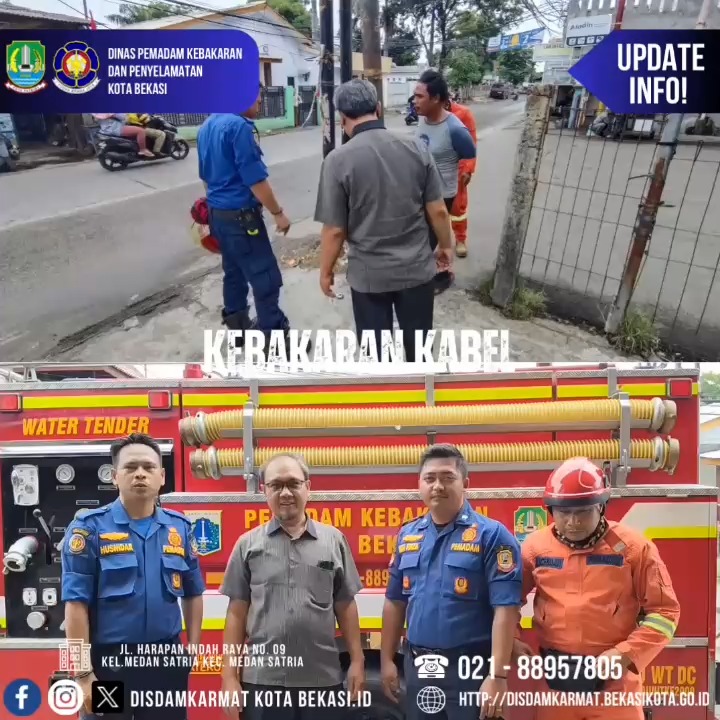 DINAS PEMADAM KEBAKARAN
DAN PENYELAMATAN
KOTA BEKASI
UPDATE
INFO!
KEBAKARAN KABEL
WATER TENDER
PEMADAM KEBAKARAN
JL. HARAPAN INDAH RAYA NO. 09
KEL.MEDAN SATRIA KEC. MEDAN SATRIA
DISDAMKARMAT KOTA BEKASI.ID
021 - 88957805
HTTP://DISDAMKARMAT.BEKASIKOTA.GO.ID
WT DC